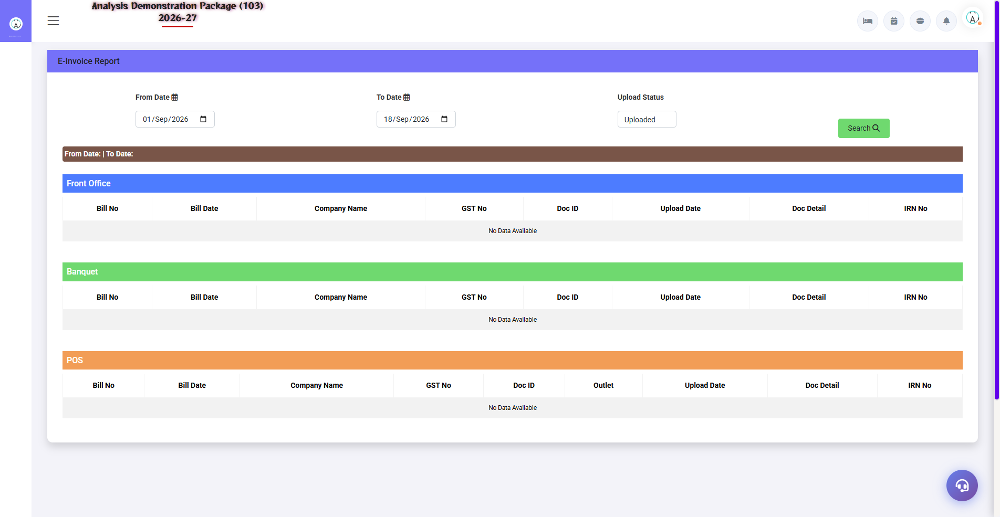 Analysis Demonstration Package (103)
2026-27
E-Invoice Report
From Date
To Date
Upload Status
01/Sep/2026
18/Sep/2026
Uploaded
Search
From Date: | To Date:
Front Office
Bill No Bill Date Company Name GST No Doc ID Upload Date Doc Detail IRN No
No Data Available
Banquet
Bill No Bill Date Company Name GST No Doc ID Upload Date Doc Detail IRN No
No Data Available
POS
Bill No Bill Date Company Name GST No Doc ID Outlet Upload Date Doc Detail IRN No
No Data Available